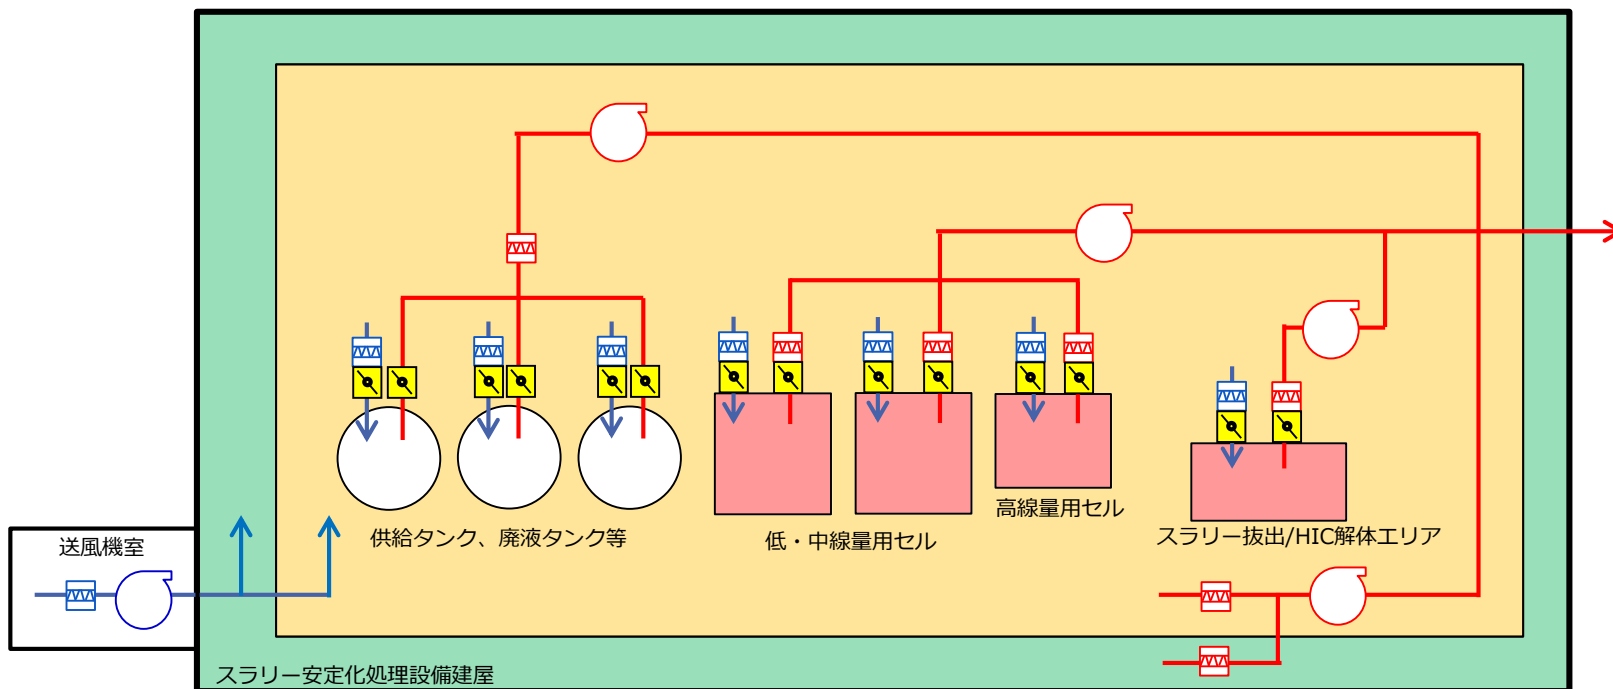 高線量用セル
供給タンク、廃液タンク等
低・中線量用セル
スラリー抜出/HIC解体エリア
送風機室
スラリー安定化処理設備建屋